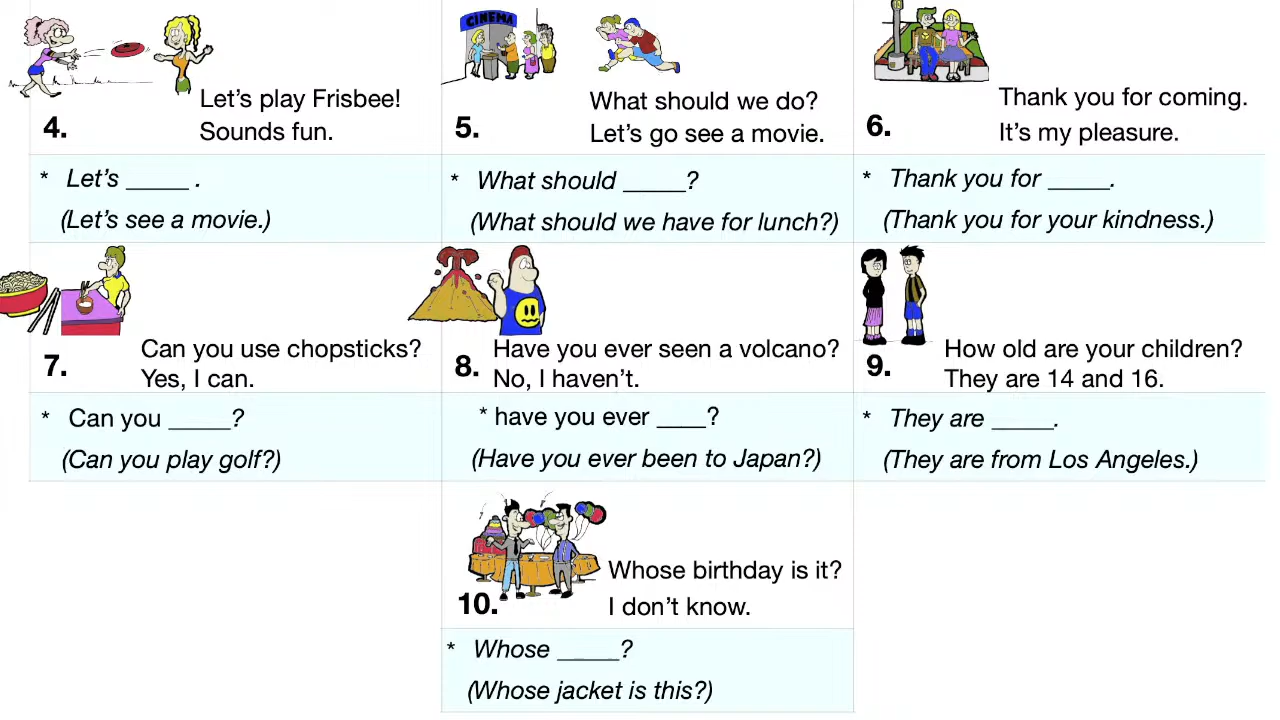 CINEMA
Let's play Frisbee!
4. Sounds fun.
What should we do?
5. Let's go see a movie.
Thank you for coming.
6. It's my pleasure.
* Let's _____ .
(Let's see a movie.)
* What should _____?
(What should we have for lunch?)
* Thank you for _____.
(Thank you for your kindness.)
Can you use chopsticks?
7. Yes, I can.
Have you ever seen a volcano?
8. No, I haven't.
How old are your children?
9. They are 14 and 16.
* Can you _____?
(Can you play golf?)
* have you ever ____?
(Have you ever been to Japan?)
* They are _____.
(They are from Los Angeles.)
Whose birthday is it?
10. I don't know.
* Whose _____?
(Whose jacket is this?)